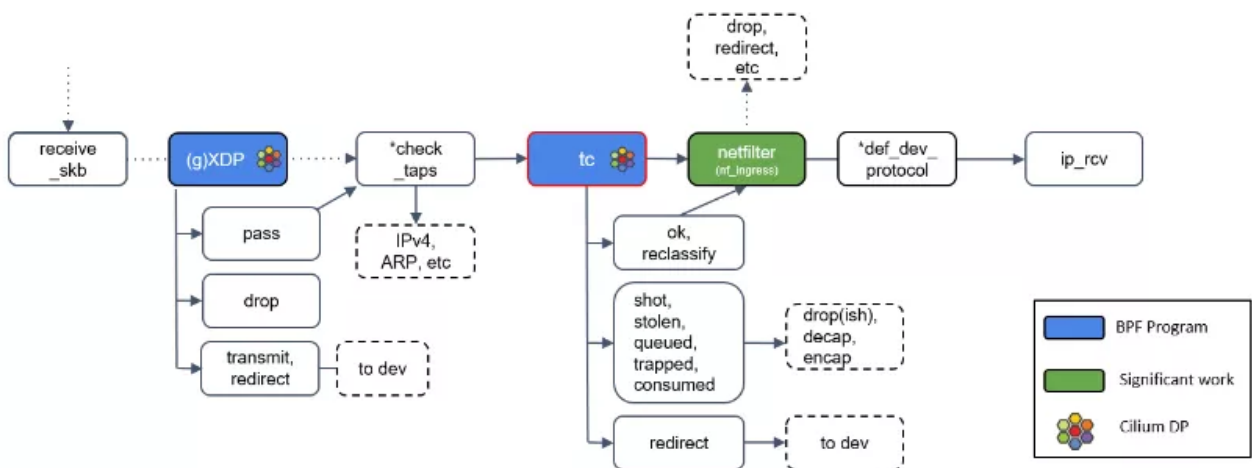 drop,
redirect,
etc
receive
_skb
(g)XDP
*check
_taps
tc
netfilter
(nf_ingress)
*def_dev_
protocol
ip_rcv
pass
IPv4,
ARP, etc
ok,
reclassify
drop
shot,
stolen,
queued,
trapped,
consumed
drop(ish),
decap,
encap
transmit,
redirect
to dev
redirect
to dev
BPF Program
Significant work
Cilium DP